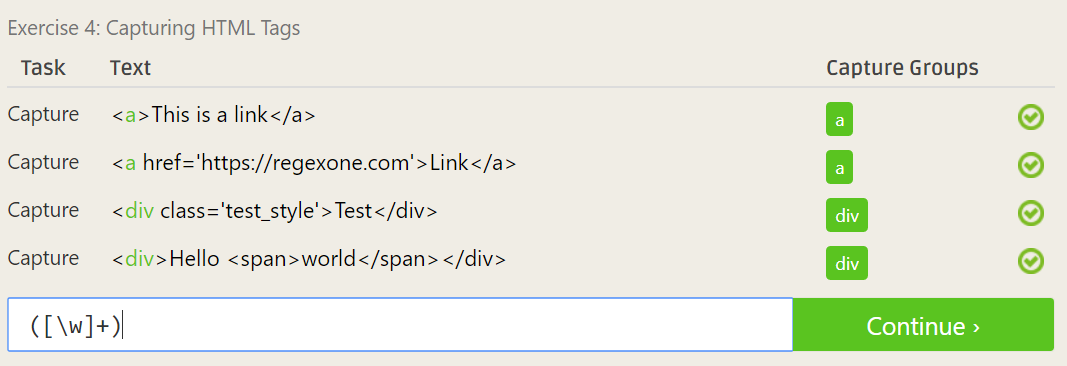 Exercise 4: Capturing HTML Tags
Task Text Capture Groups
Capture <a>This is a link</a> a
Capture <a href='https://regexone.com'>Link</a> a
Capture <div class='test_style'>Test</div> div
Capture <div>Hello <span>world</span></div> div
([\w]+) Continue ›